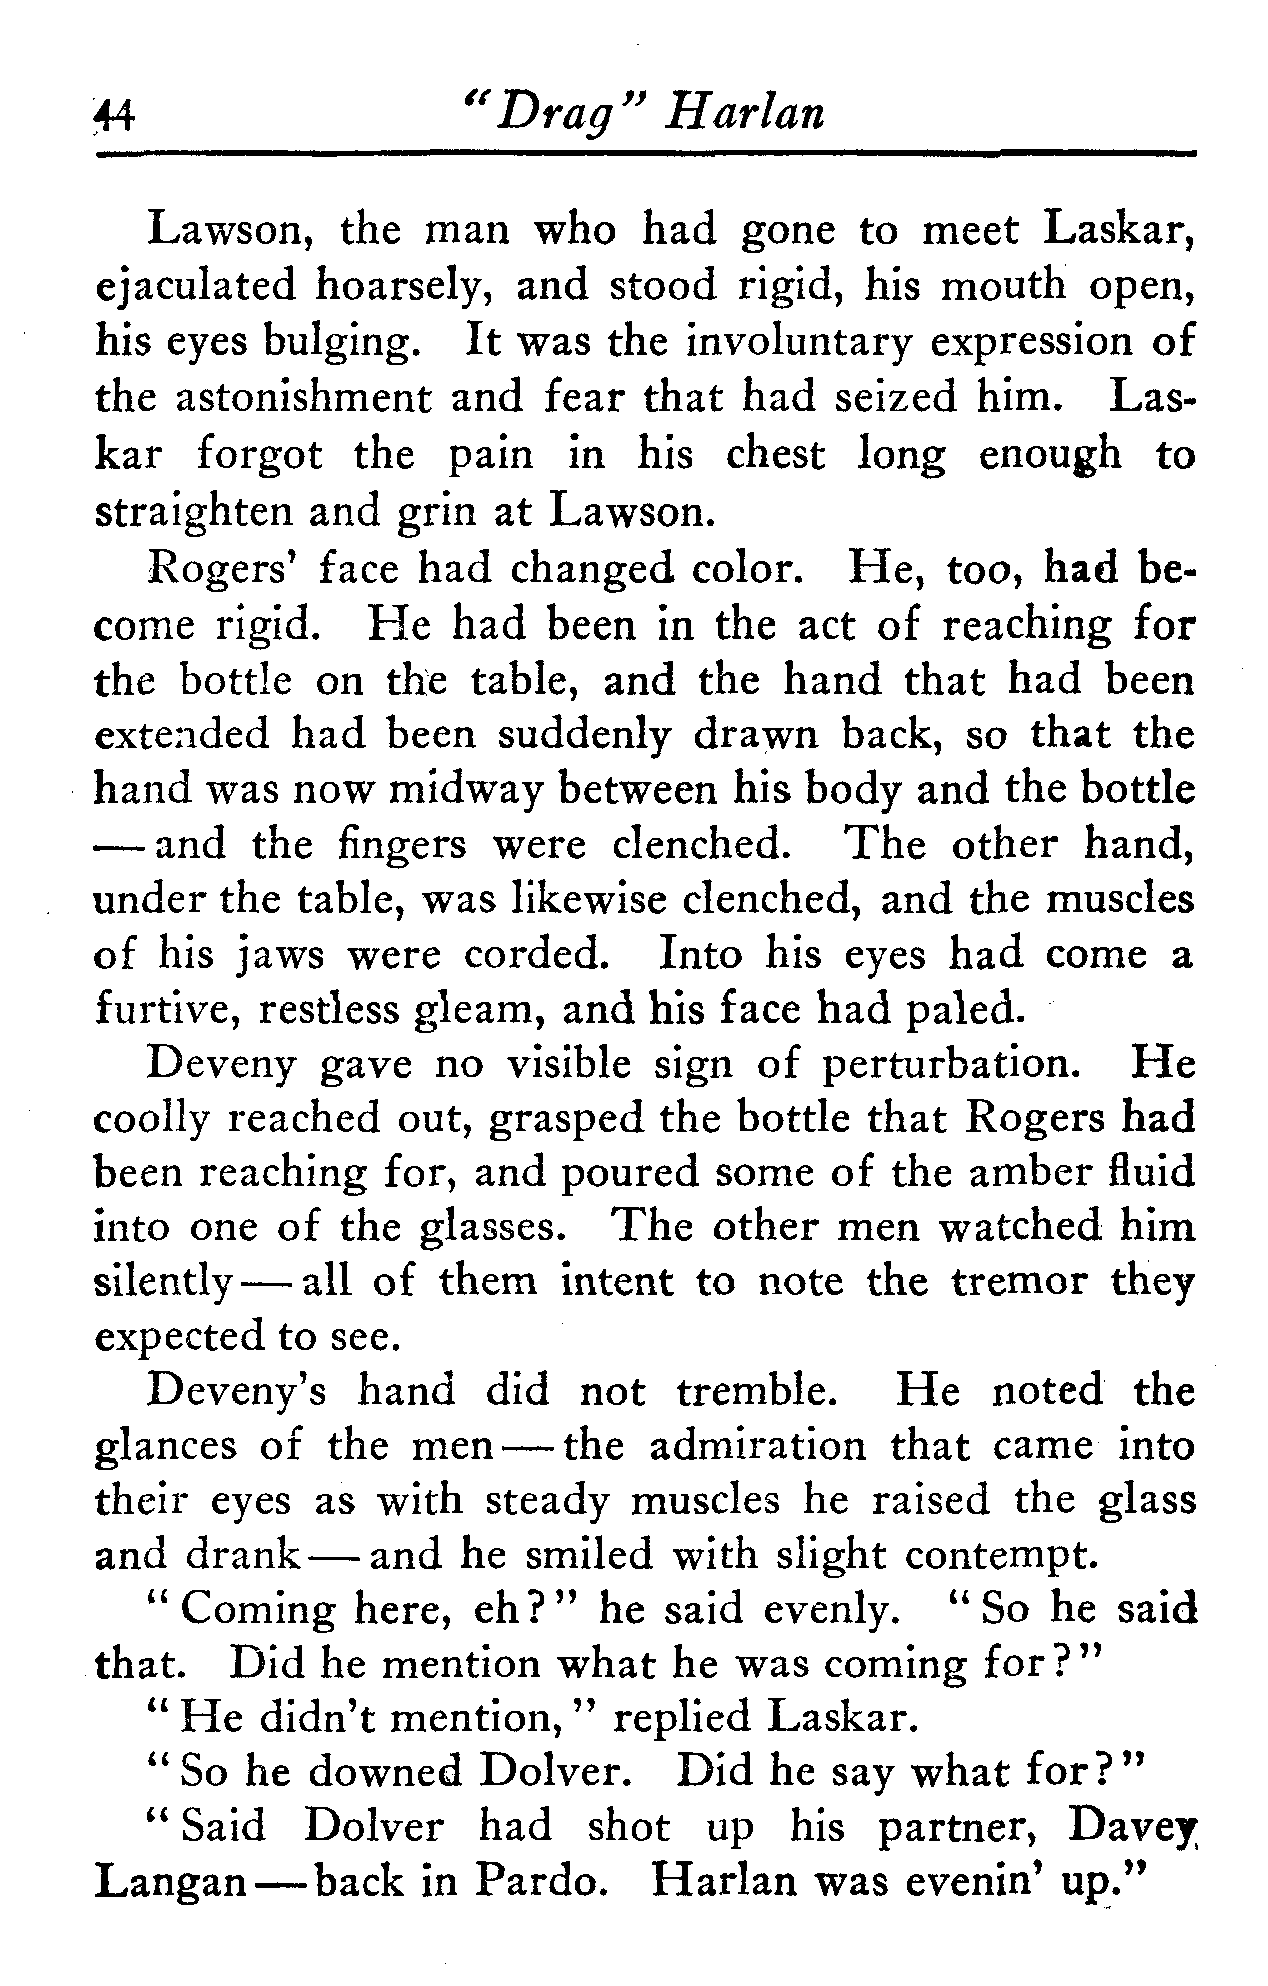 44 "Drag" Harlan
Lawson, the man who had gone to meet Laskar,
ejaculated hoarsely, and stood rigid, his mouth open,
his eyes bulging. It was the involuntary expression of
the astonishment and fear that had seized him. Las-
kar forgot the pain in his chest long enough to
straighten and grin at Lawson.
Rogers' face had changed color. He, too, had be-
come rigid. He had been in the act of reaching for
the bottle on the table, and the hand that had been
extended had been suddenly drawn back, so that the
hand was now midway between his body and the bottle
— and the fingers were clenched. The other hand,
under the table, was likewise clenched, and the muscles
of his jaws were corded. Into his eyes had come a
furtive, restless gleam, and his face had paled.
Deveny gave no visible sign of perturbation. He
coolly reached out, grasped the bottle that Rogers had
been reaching for, and poured some of the amber fluid
into one of the glasses. The other men watched him
silently — all of them intent to note the tremor they
expected to see.
Deveny's hand did not tremble. He noted the
glances of the men — the admiration that came into
their eyes as with steady muscles he raised the glass
and drank — and he smiled with slight contempt.
"Coming here, eh?" he said evenly. "So he said
that. Did he mention what he was coming for?"
"He didn't mention," replied Laskar.
"So he downed Dolver. Did he say what for?"
"Said Dolver had shot up his partner, Davey
Langan — back in Pardo. Harlan was evenin' up."